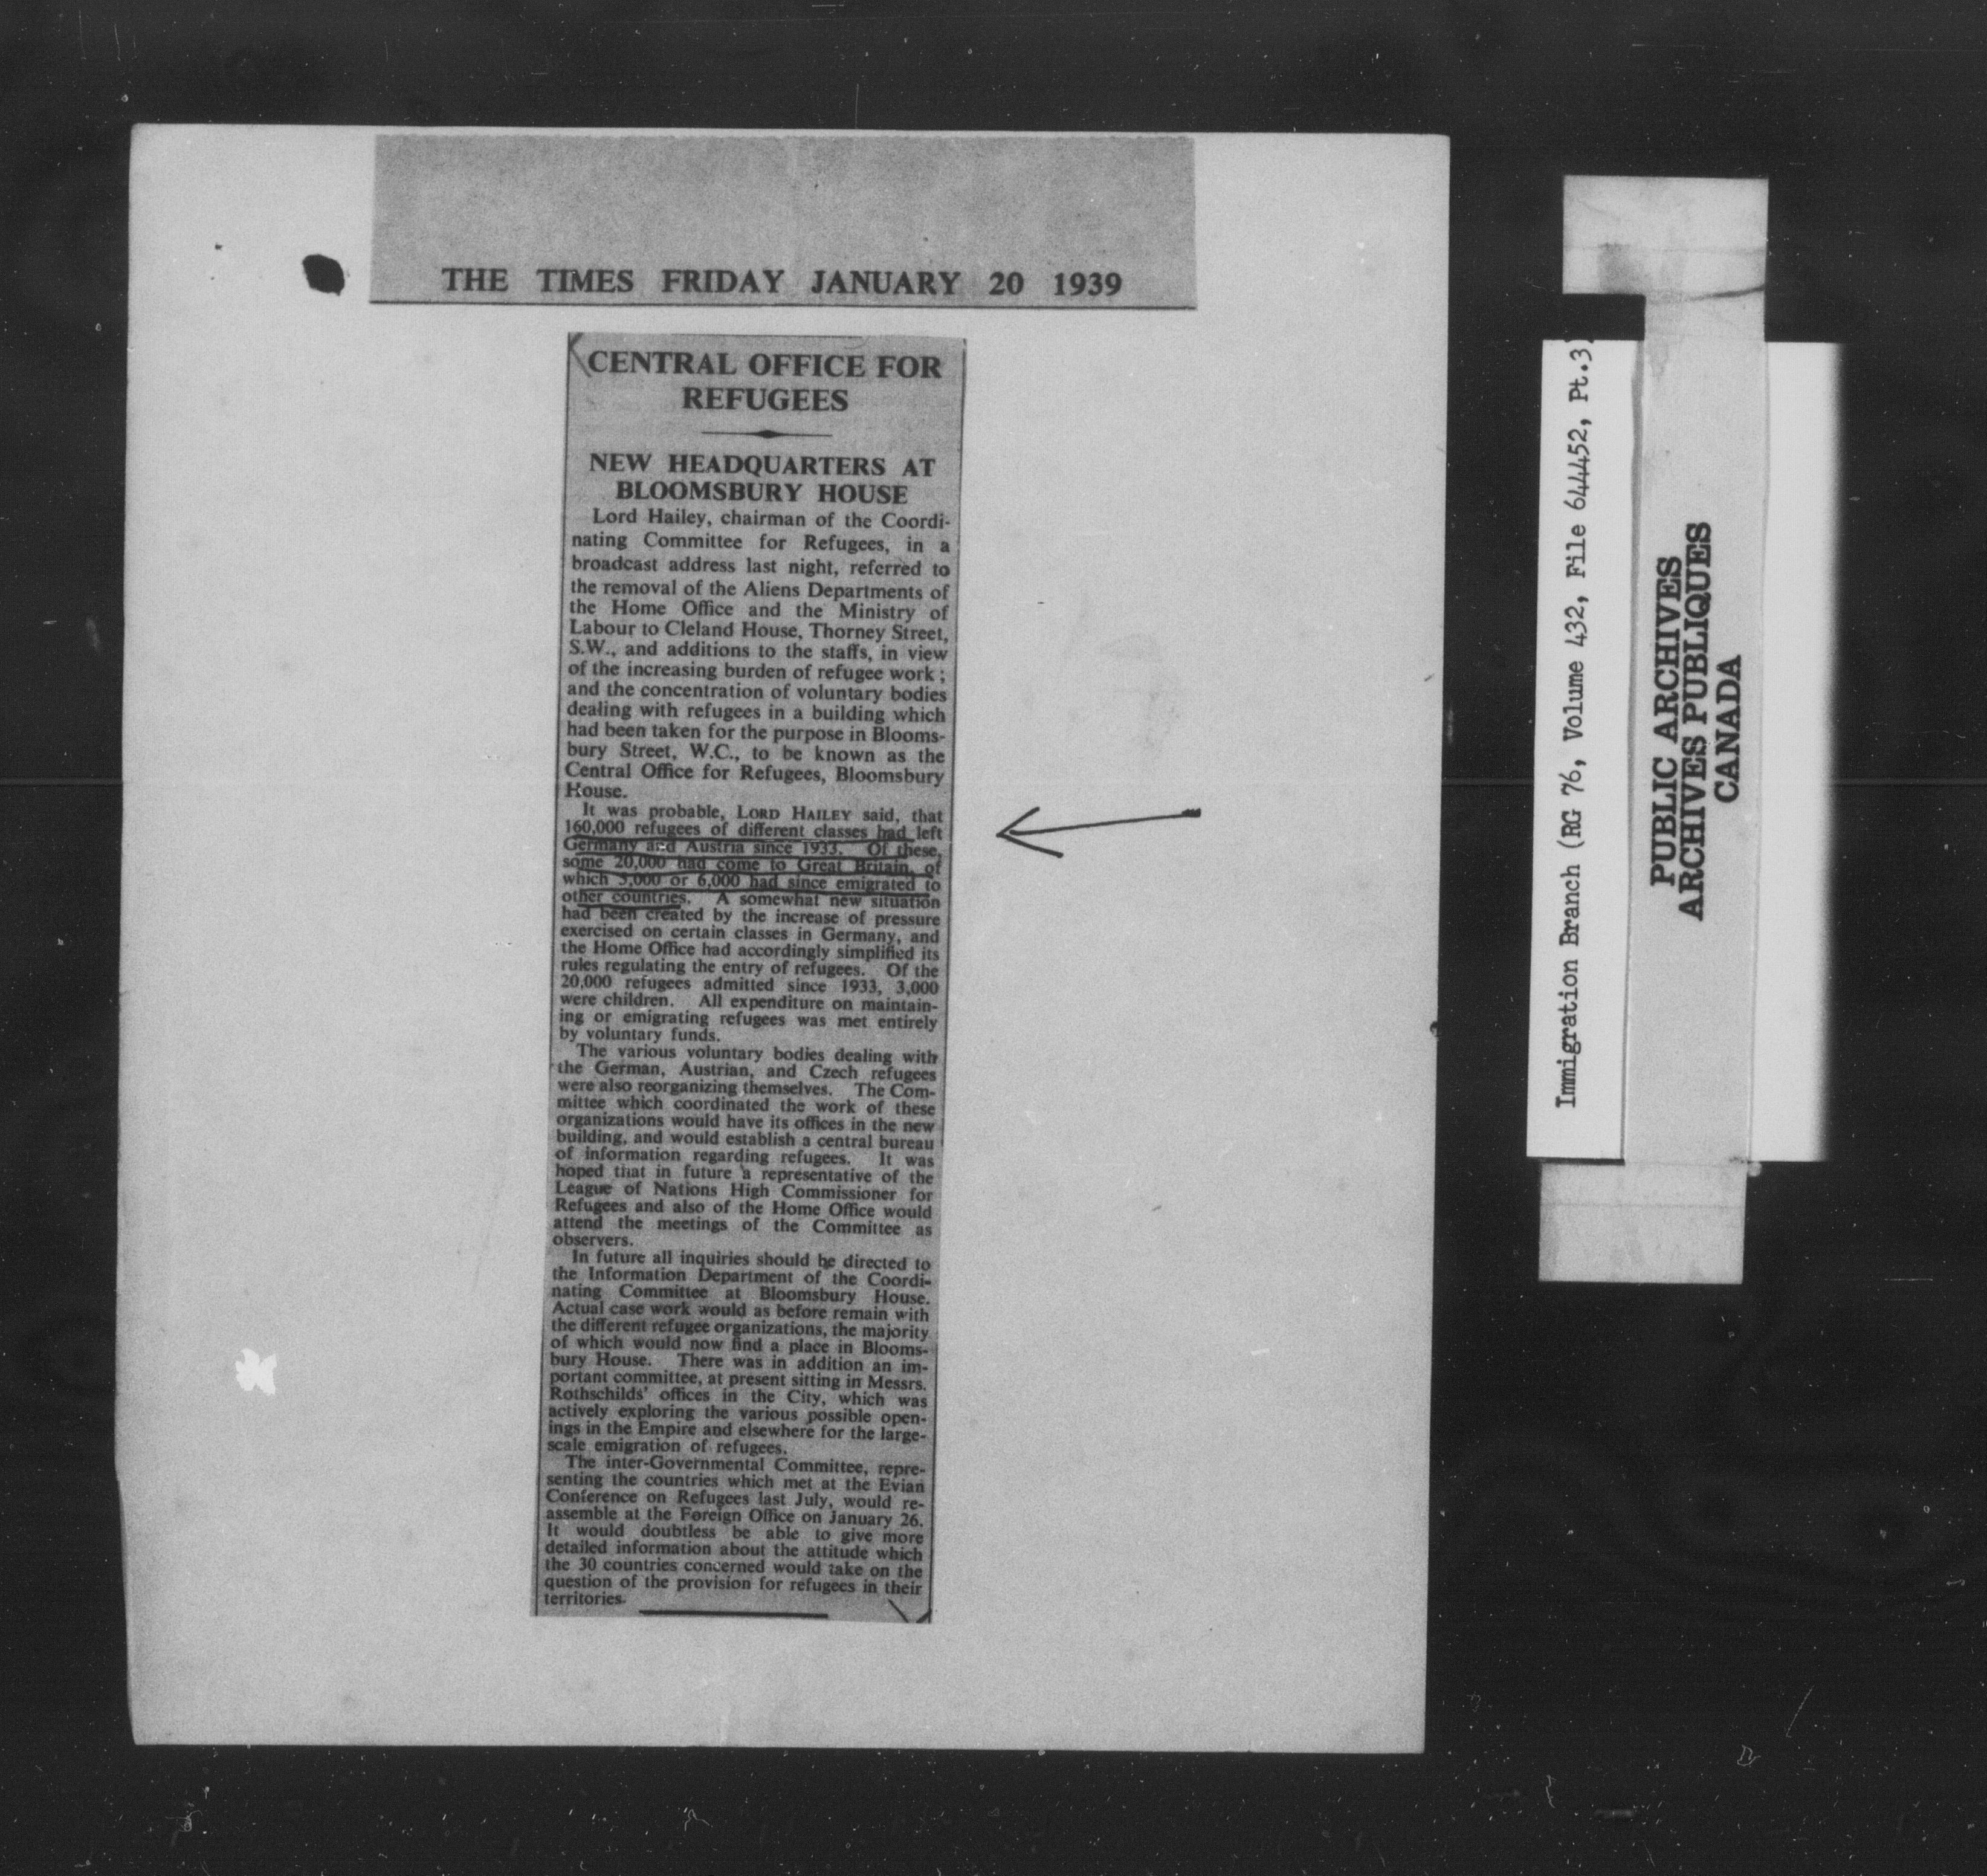 THE TIMES FRIDAY JANUARY 20 1939
CENTRAL OFFICE FOR
REFUGEES
NEW HEADQUARTERS AT
BLOOMSBURY HOUSE
Lord Hailey, chairman of the Coordi-
nating Committee for Refugees, in a
broadcast address last night, referred to
the removal of the Aliens Departments of
the Home Office and the Ministry of
Labour to Cleland House, Thorney Street,
S.W., and additions to the staffs, in view
of the increasing burden of refugee work;
and the concentration of voluntary bodies
dealing with refugees in a building which
had been taken for the purpose in Blooms-
bury Street, W.C., to be known as the
Central Office for Refugees, Bloomsbury
House.
It was probable, LORD HAILEY said, that
160,000 refugees of different classes had left
Germany and Austria since 1933. Of these,
some 20,000 had come to Great Britain, of
which 5,000 or 6,000 had since emigrated to
other countries. A somewhat new situation
had been created by the increase of pressure
exercised on certain classes in Germany, and
the Home Office had accordingly simplified its
rules regulating the entry of refugees. Of the
20,000 refugees admitted since 1933, 3,000
were children. All expenditure on maintain-
ing or emigrating refugees was met entirely
by voluntary funds.
The various voluntary bodies dealing with
the German, Austrian, and Czech refugees
were also reorganizing themselves. The Com-
mittee which coordinated the work of these
organizations would have its offices in the new
building, and would establish a central bureau
of information regarding refugees. It was
hoped that in future a representative of the
League of Nations High Commissioner for
Refugees and also of the Home Office would
attend the meetings of the Committee as
observers.
In future all inquiries should be directed to
the Information Department of the Coordi-
nating Committee at Bloomsbury House.
Actual case work would as before remain with
the different refugee organizations, the majority
of which would now find a place in Blooms-
bury House. There was in addition an im-
portant committee, at present sitting in Messrs.
Rothschilds' offices in the City, which was
actively exploring the various possible open-
ings in the Empire and elsewhere for the large-
scale emigration of refugees.
The inter-Governmental Committee, repre-
senting the countries which met at the Evian
Conference on Refugees last July, would re-
assemble at the Foreign Office on January 26.
It would doubtless be able to give more
detailed information about the attitude which
the 30 countries concerned would take on the
question of the provision for refugees in their
territories.
Immigration Branch (RG 76, Volume 432, File 644452, Pt.3)
PUBLIC ARCHIVES
ARCHIVES PUBLIQUES
CANADA